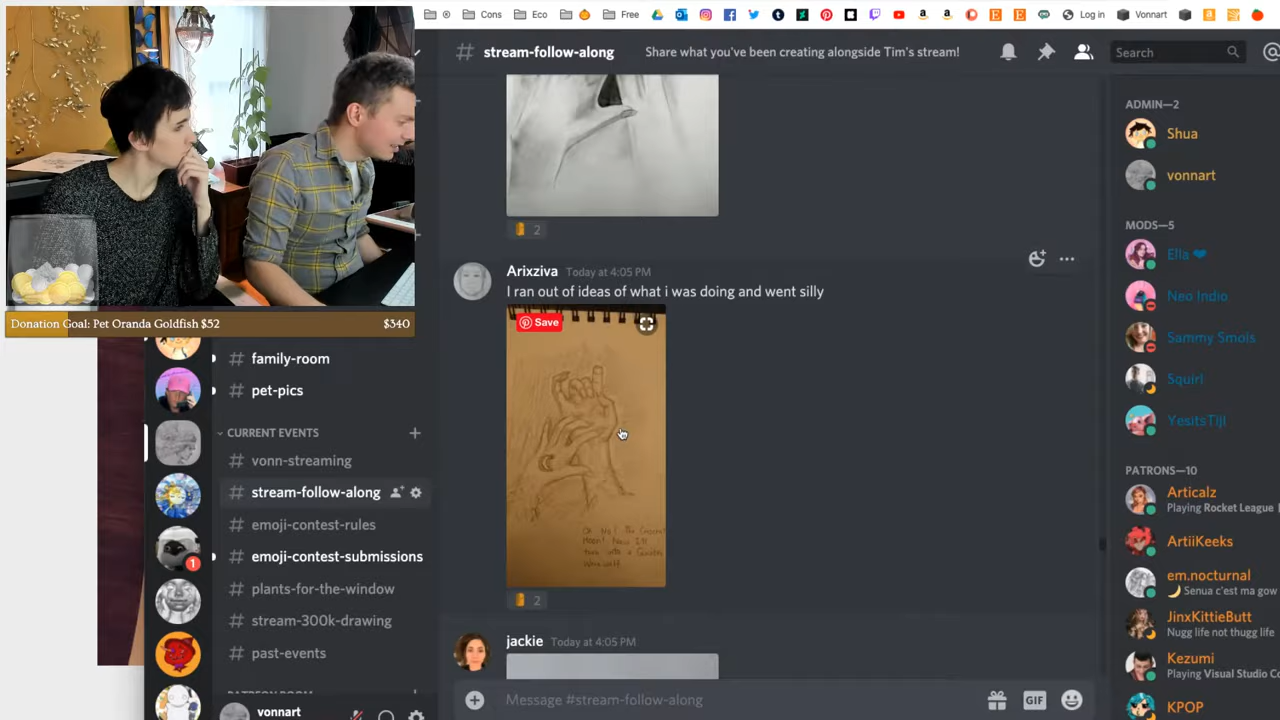 Cons
Eco
Free
Log in
Vonnart
# stream-follow-along
Share what you've been creating alongside Tim's stream!
Search
Donation Goal: Pet Oranda Goldfish $52
$340
# family-room
# pet-pics
CURRENT EVENTS
# vonn-streaming
# stream-follow-along
# emoji-contest-rules
# emoji-contest-submissions
1
# plants-for-the-window
# stream-300k-drawing
# past-events
vonnart
2
Arixziva Today at 4:05 PM
I ran out of ideas of what i was doing and went silly
Save
2
jackie Today at 4:05 PM
Message #stream-follow-along
GIF
ADMIN—2
Shua
vonnart
MODS—5
Ella
Neo Indio
Sammy Smols
Squirl
PATRONS—10
Articalz
Playing Rocket League
ArtiiKeeks
em.nocturnal
Senua c'est ma gow
JinxKittieButt
Nugg life not thugg life
Kezumi
Playing Visual Studio
KPOP